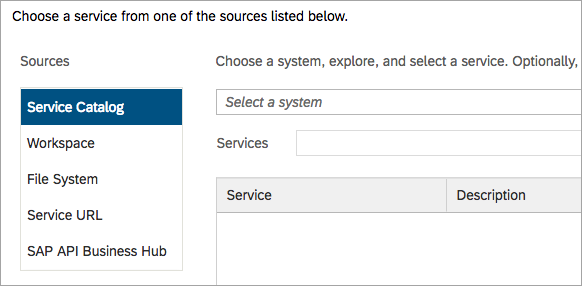 Choose a service from one of the sources listed below.
Sources
Choose a system, explore, and select a service. Optionally,
Service Catalog
Workspace
File System
Service URL
SAP API Business Hub
Select a system
Services
Service
Description